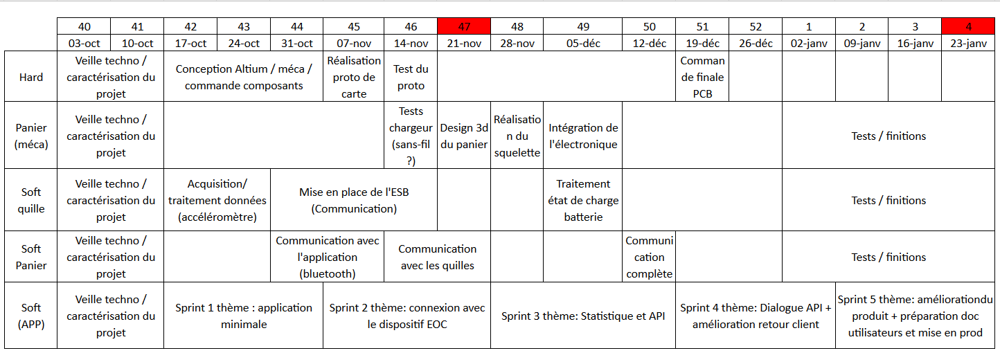 40 41 42 43 44 45 46 47 48 49 50 51 52 1 2 3 4
03-oct 10-oct 17-oct 24-oct 31-oct 07-nov 14-nov 21-nov 28-nov 05-déc 12-déc 19-déc 26-déc 02-janv 09-janv 16-janv 23-janv
Hard
Veille techno /
caractérisation du
projet
Conception Altium / méca /
commande composants
Réalisation
proto de
carte
Test du
proto
Comman
de finale
PCB
Panier
(méca)
Veille techno /
caractérisation du
projet
Tests
chargeur
(sans-fil
?)
Design 3d
du panier
Réalisatio
n du
squelette
Intégration de
l'électronique
Tests / finitions
Soft
quille
Veille techno /
caractérisation du
projet
Acquisition/
traitement données
(accéléromètre)
Mise en place de l'ESB
(Communication)
Traitement
état de charge
batterie
Tests / finitions
Soft
Panier
Veille techno /
caractérisation du
projet
Communication avec
l'application
(bluetooth)
Communication
avec les quilles
Communi
cation
complète
Tests / finitions
Soft
(APP)
Veille techno /
caractérisation du
projet
Sprint 1 thème : application
minimale
Sprint 2 thème: connexion avec
le dispositif EOC
Sprint 3 thème: Statistique et API
Sprint 4 thème: Dialogue API +
amélioration retour client
Sprint 5 thème: améliorationdu
produit + préparation doc
utilisateurs et mise en prod